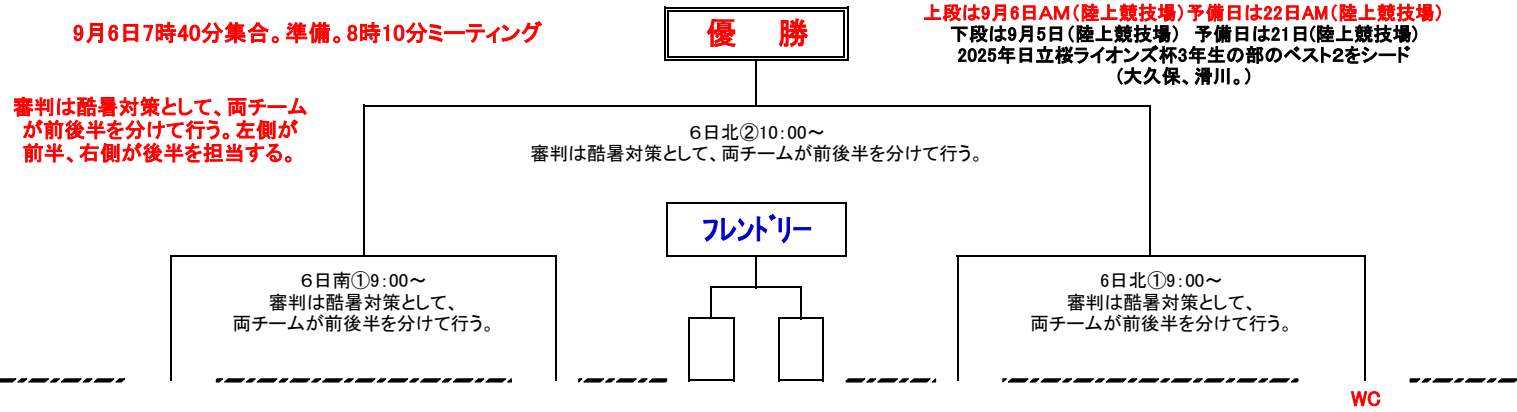 9月6日7時40分集合。準備。8時10分ミーティング
優　勝
上段は9月6日AM(陸上競技場)予備日は22日AM(陸上競技場)
下段は9月5日(陸上競技場)　予備日は21日(陸上競技場)
2025年日立桜ライオンズ杯3年生の部のベスト2をシード
(大久保、滑川。)
審判は酷暑対策として、両チーム
が前後半を分けて行う。左側が
前半、右側が後半を担当する。
６日北②10:00～
審判は酷暑対策として、両チームが前後半を分けて行う。
フレンドリー
６日南①9:00～
審判は酷暑対策として、
両チームが前後半を分けて行う。
6日北①9:00～
審判は酷暑対策として、
両チームが前後半を分けて行う。
WC